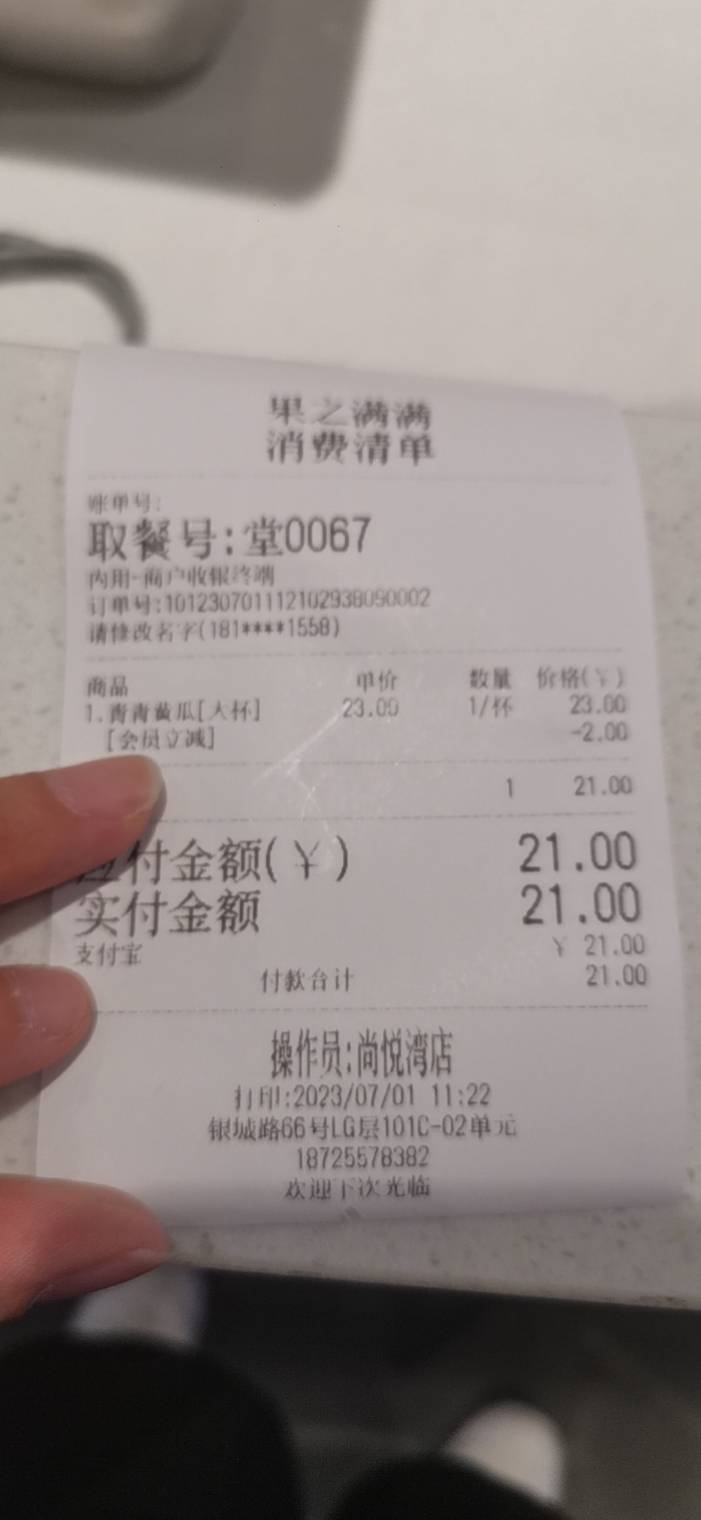 果之满满
消费清单
账单号:
取餐号:堂0067
内用-商户收银终端
订单号:101230701112102938090002
请修改名字(181****1558)
商品 单价 数量 价格(¥)
1.青青黄瓜[大杯] 23.00 1/杯 23.00
[会员立减] -2.00
1 21.00
应付金额(¥) 21.00
实付金额 21.00
支付宝 ¥ 21.00
付款合计 21.00
操作员:尚悦湾店
打印:2023/07/01 11:22
银城路66号LG层101C-02单元
18725578382
欢迎下次光临